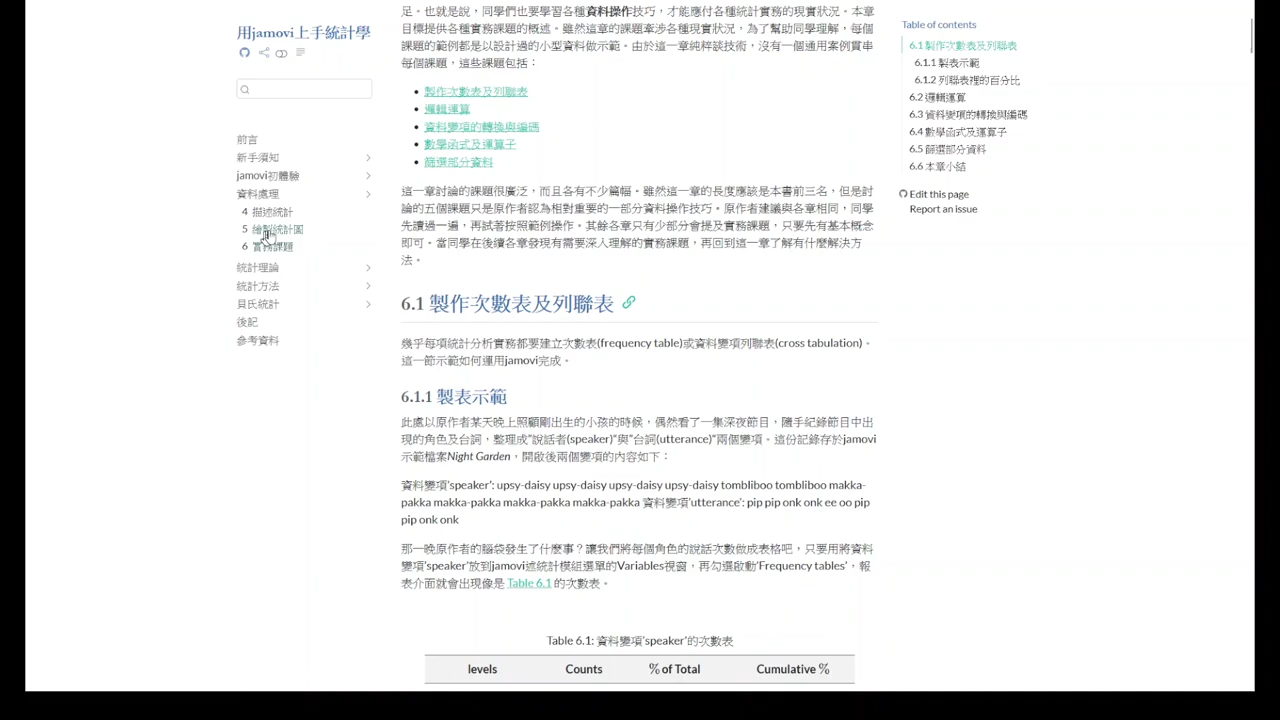 用jamovi上手統計學
前言
新手須知
jamovi初體驗
資料處理
4 描述統計
5 繪製統計圖
6 實務課題
統計理論
統計方法
貝氏統計
後記
參考資料
足。也就是說，同學們也要學習各種資料操作技巧，才能應付各種統計實務的現實狀況。本章
目標提供各種實務課題的概述。雖然這章的課題牽涉各種現實狀況，為了幫助同學理解，每個
課題的範例都是以設計過的小型資料做示範。由於這一章純粹該技術，沒有一個通用案例貫串
每個課題，這些課題包括：
製作次數表及列聯表
邏輯運算
資料變項的轉換與編碼
數學函式及運算子
篩選部分資料
這一章討論的課題很廣泛，而且各有不少篇幅。雖然這一章的長度應該是本書前三名，但是討
論的五個課題只是原作者認為相對重要的一部分資料操作技巧。原作者建議與各章相同，同學
先讀過一遍，再試著按照範例操作。其餘各章只有少部分會提及實務課題，只要先有基本概念
即可。當同學在後續各章發現有需要深入理解的實務課題，再回到這一章了解有什麼解決方
法。
6.1 製作次數表及列聯表
幾乎每項統計分析實務都要建立次數表(frequency table)或資料變項列聯表(cross tabulation)。
這一節示範如何運用jamovi完成。
6.1.1 製表示範
此處以原作者某天晚上照顧剛出生的小孩的時候，偶然看了一集深夜節目，隨手紀錄節目中出
現的角色及台詞，整理成”說話者(speaker)”與”台詞(utterance)”兩個變項。這份記錄存於jamovi
示範檔案Night Garden，開啟後兩個變項的內容如下：
資料變項’speaker’: upsy-daisy upsy-daisy upsy-daisy upsy-daisy tombliboo tombliboo makka-
pakka makka-pakka makka-pakka makka-pakka 資料變項’utterance’: pip pip onk onk ee oo pip
pip onk onk
那一晚原作者的腦袋發生了什麼事？讓我們將每個角色的說話次數做成表格吧，只要用將資料
變項’speaker’放到jamovi述統計模組選單的Variables視窗，再勾選啟動’Frequency tables’，報
表介面就會出現像是 Table 6.1 的次數表。
Table 6.1: 資料變項’speaker’的次數表
levels Counts % of Total Cumulative %
Table of contents
6.1 製作次數表及列聯表
6.1.1 製表示範
6.1.2 列聯表裡的百分比
6.2 邏輯運算
6.3 資料變項的轉換與編碼
6.4 數學函式及運算子
6.5 篩選部分資料
6.6 本章小結
Edit this page
Report an issue